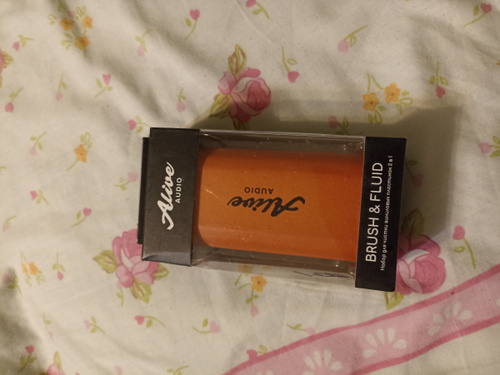 Alive
AUDIO
Alive
AUDIO
BRUSH & FLUID
Набор для чистки виниловых пластинок 2 в 1